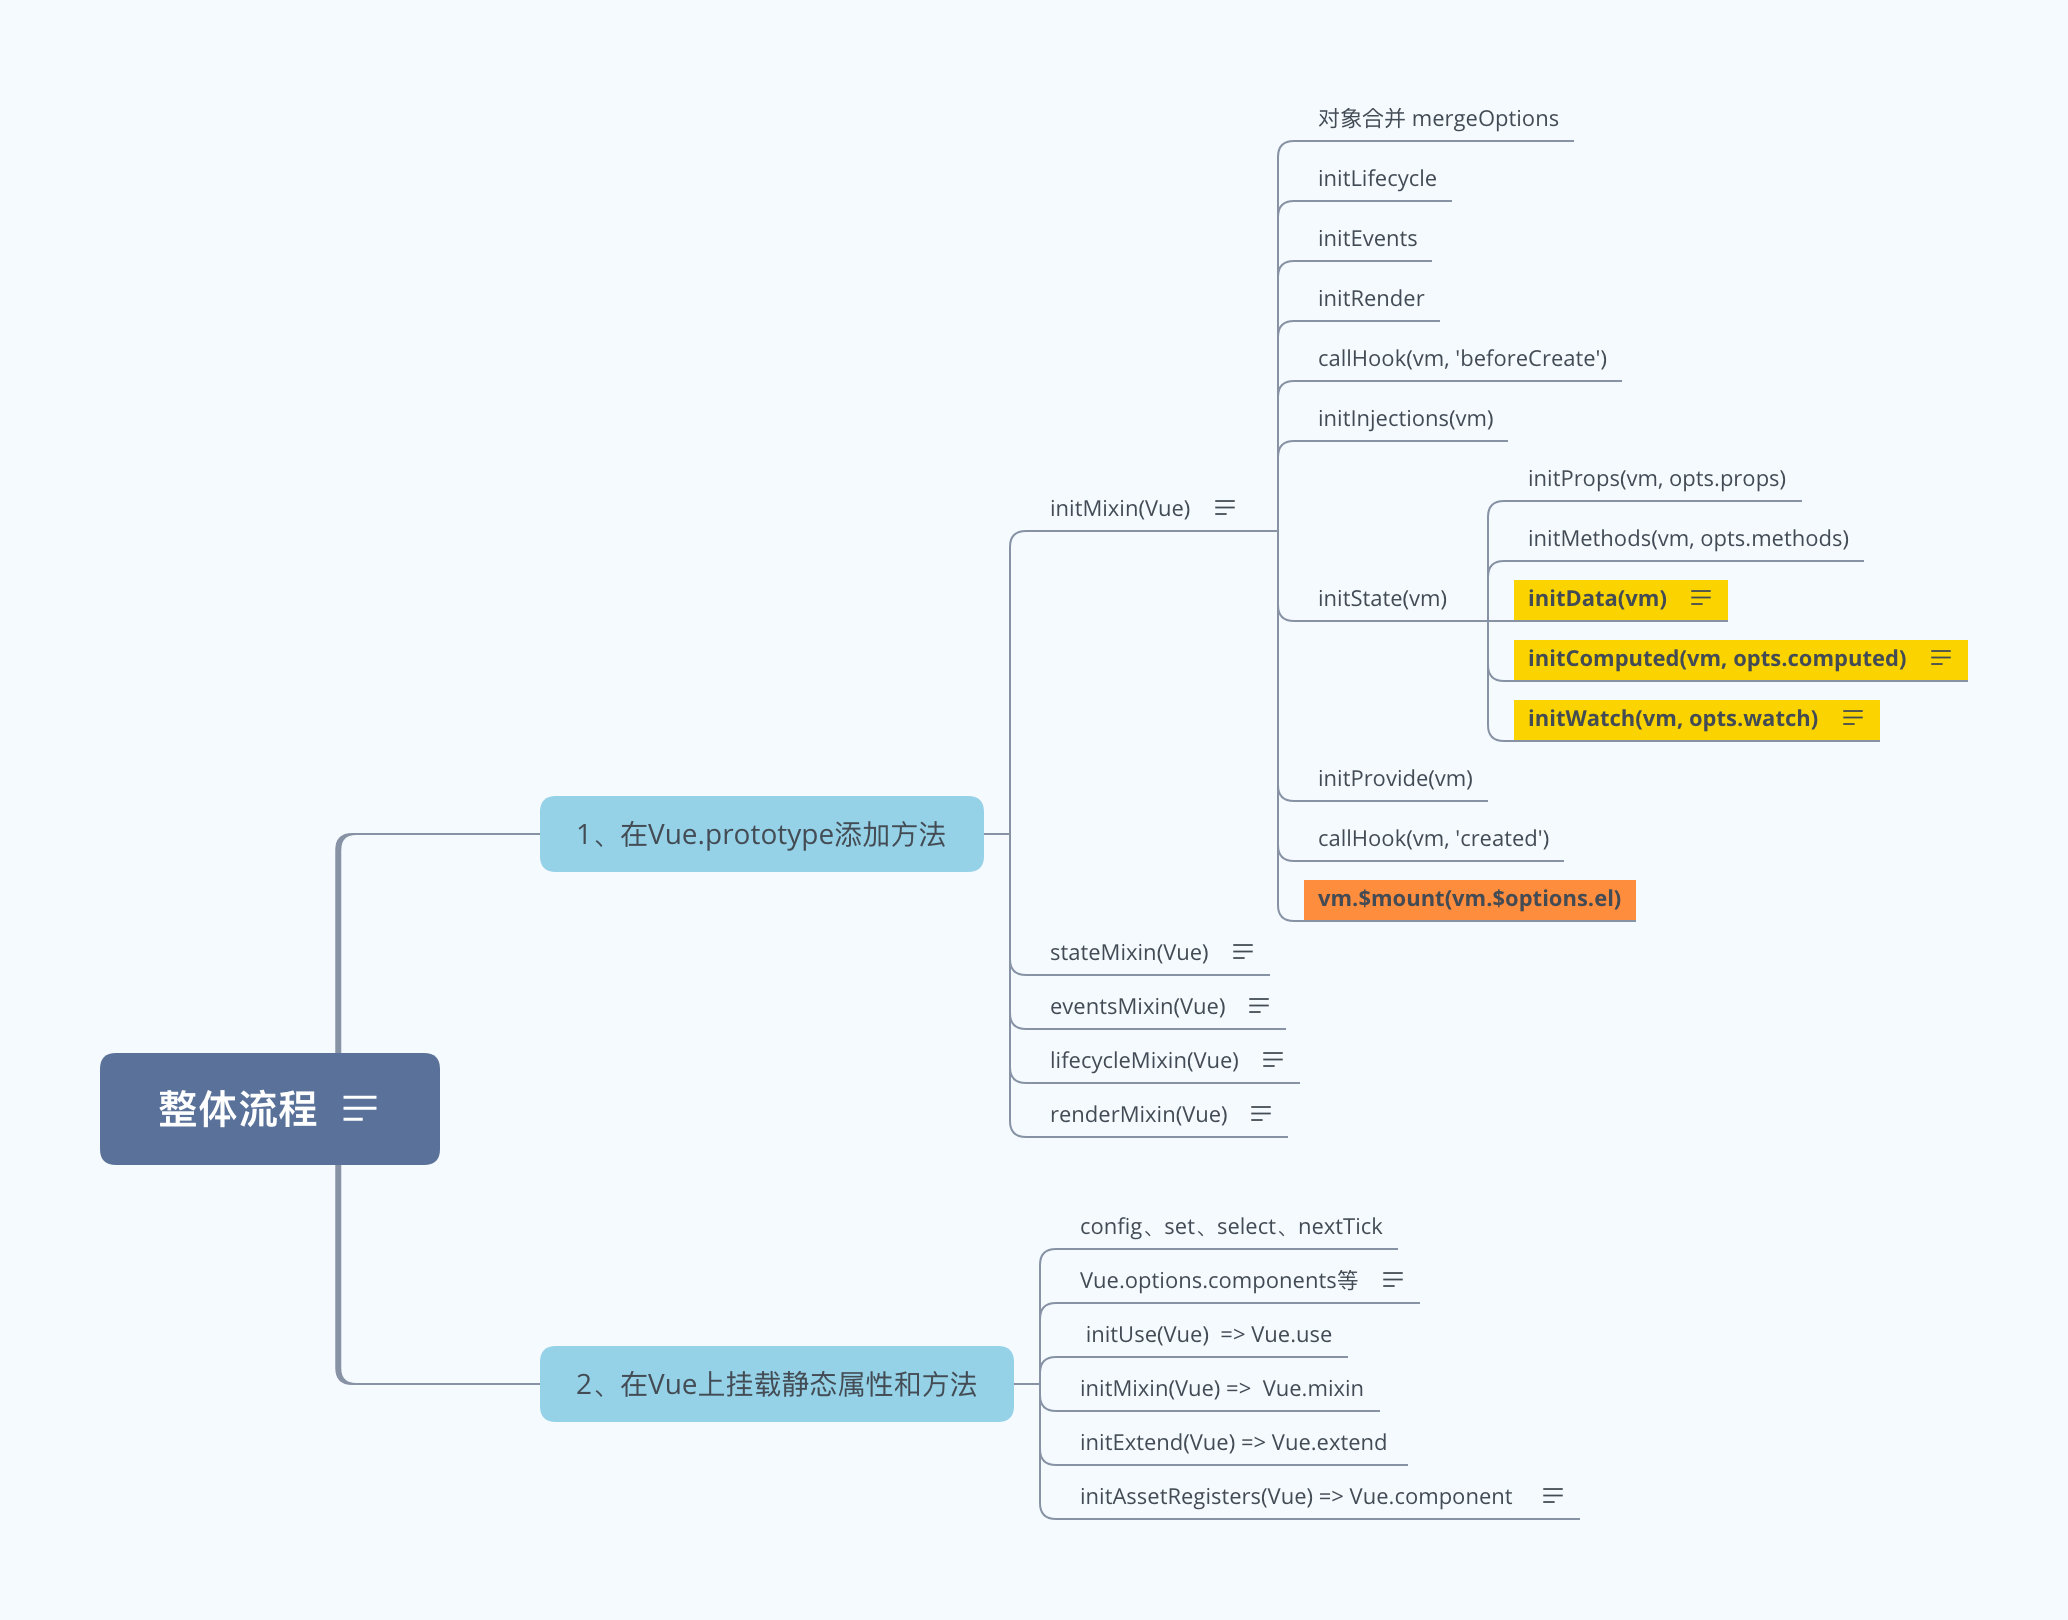 整体流程
1、在Vue.prototype添加方法
initMixin(Vue)
对象合并 mergeOptions
initLifecycle
initEvents
initRender
callHook(vm, 'beforeCreate')
initInjections(vm)
initState(vm)
initProps(vm, opts.props)
initMethods(vm, opts.methods)
initData(vm)
initComputed(vm, opts.computed)
initWatch(vm, opts.watch)
initProvide(vm)
callHook(vm, 'created')
vm.$mount(vm.$options.el)
stateMixin(Vue)
eventsMixin(Vue)
lifecycleMixin(Vue)
renderMixin(Vue)
2、在Vue上挂载静态属性和方法
config、set、select、nextTick
Vue.options.components等
initUse(Vue)  => Vue.use
initMixin(Vue) =>  Vue.mixin
initExtend(Vue) => Vue.extend
initAssetRegisters(Vue) => Vue.component